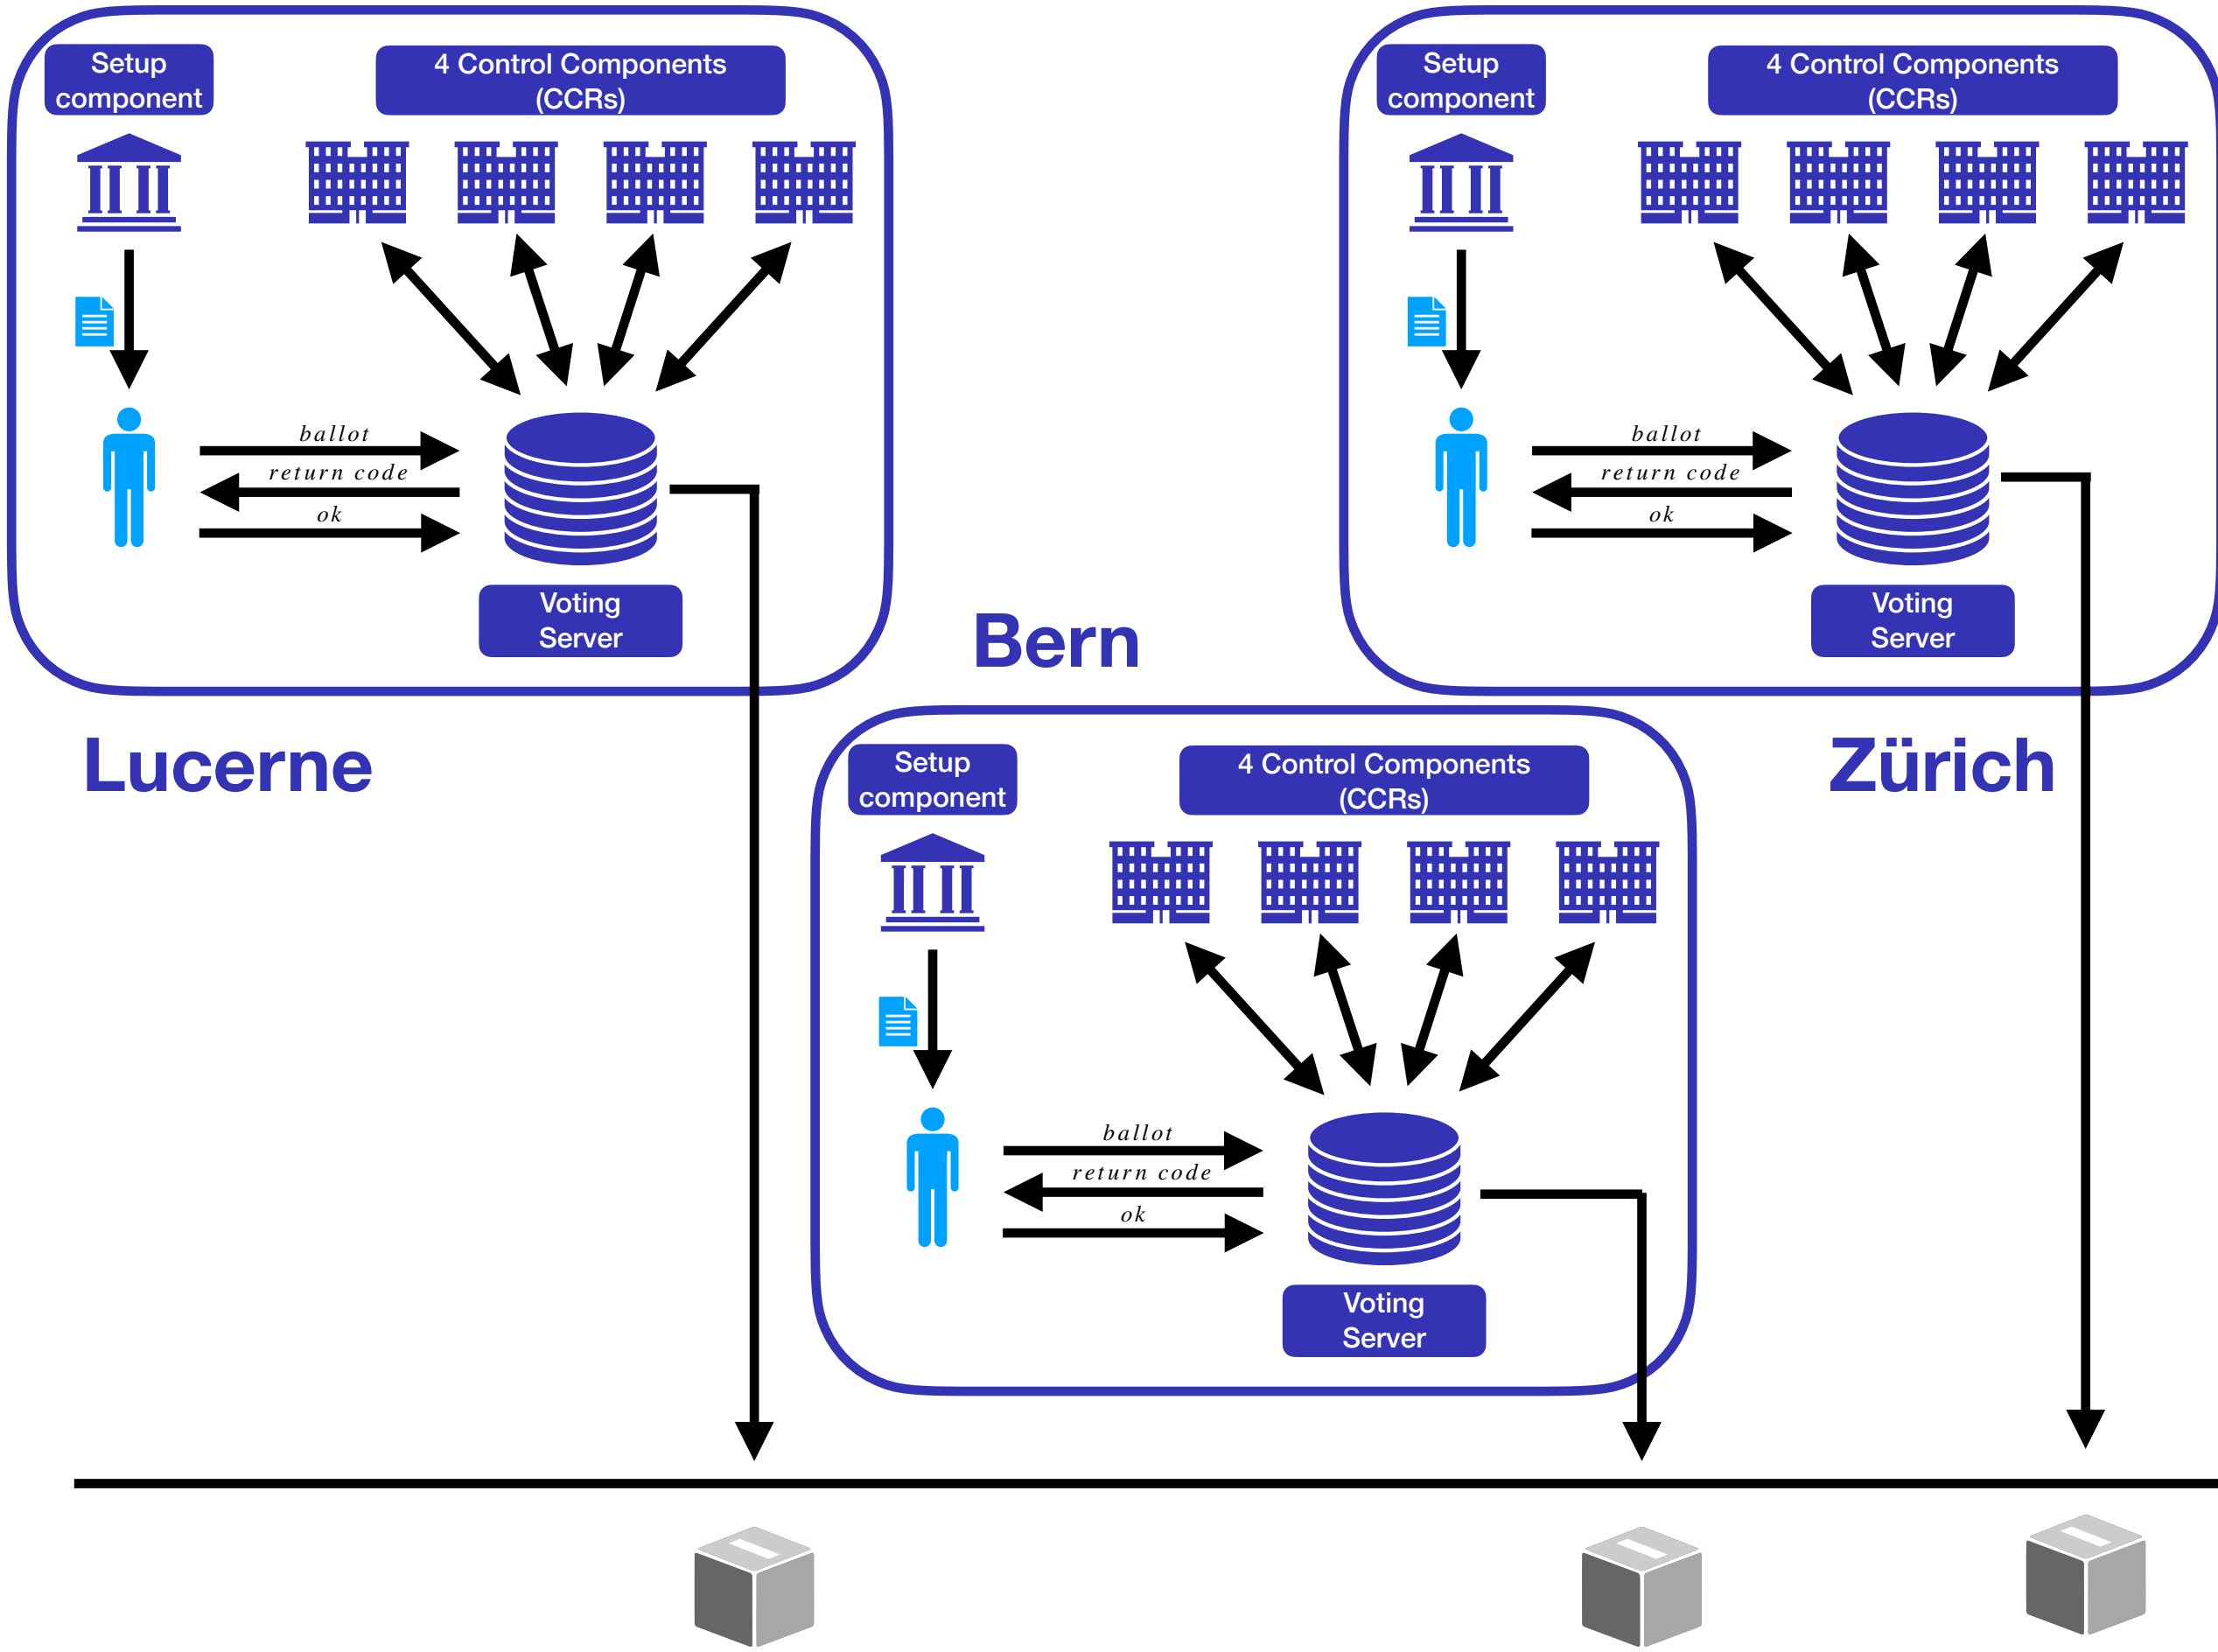 Setup
component
4 Control Components
(CCRs)
ballot
return code
ok
Voting
Server
Lucerne
Setup
component
4 Control Components
(CCRs)
ballot
return code
ok
Voting
Server
Zürich
Bern
Setup
component
4 Control Components
(CCRs)
ballot
return code
ok
Voting
Server